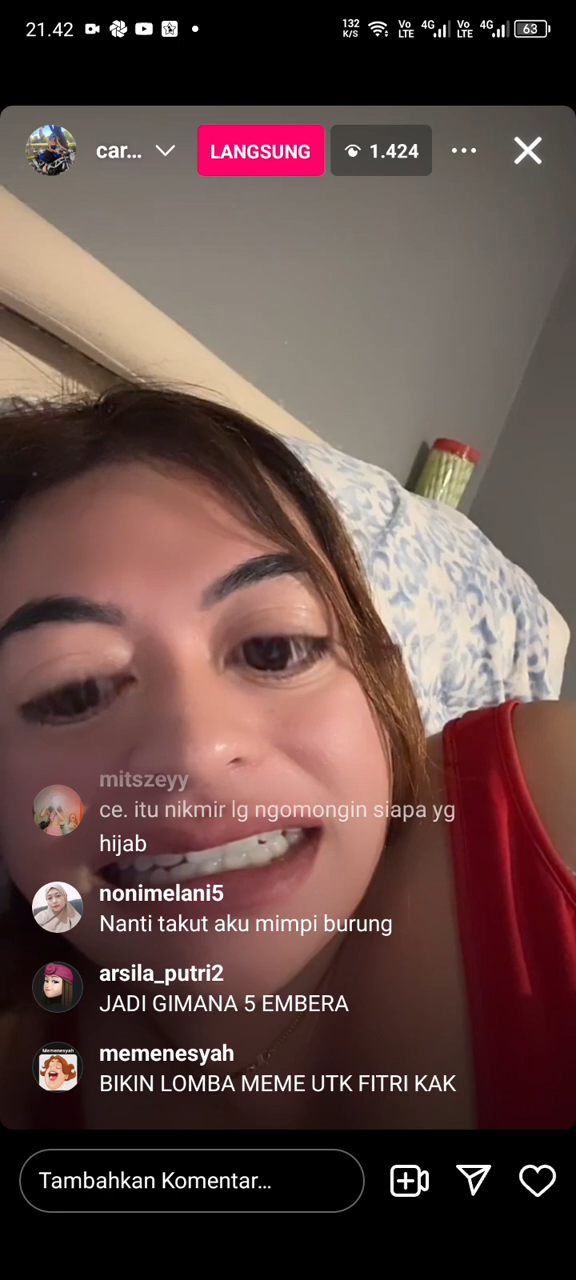 21.42
132
K/S
Vo
LTE
4G
Vo
LTE
4G
63
car...
LANGSUNG
1.424
mitszeyy
ce. itu nikmir lg ngomongin siapa yg
hijab
nonimelani5
Nanti takut aku mimpi burung
arsila_putri2
JADI GIMANA 5 EMBERA
Memenesyah
memenesyah
BIKIN LOMBA MEME UTK FITRI KAK
Tambahkan Komentar...